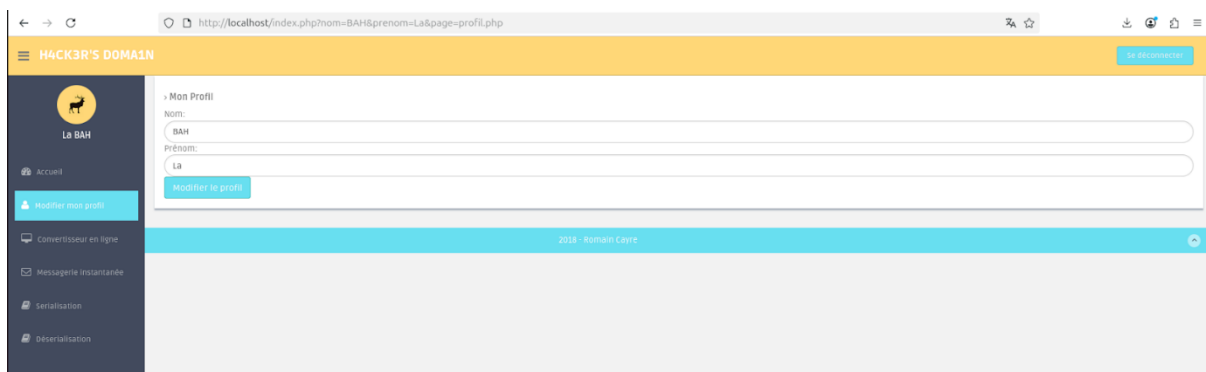 http://localhost/index.php?nom=BAH&prenom=La&page=profil.php
H4CK3R'S D0MA1N
Se déconnecter
La BAH
Accueil
Modifier mon profil
Convertisseur en ligne
Messagerie instantanée
Serialisation
Déserialisation
› Mon Profil
Nom:
BAH
Prénom:
La
Modifier le profil
2018 - Romain Cayre